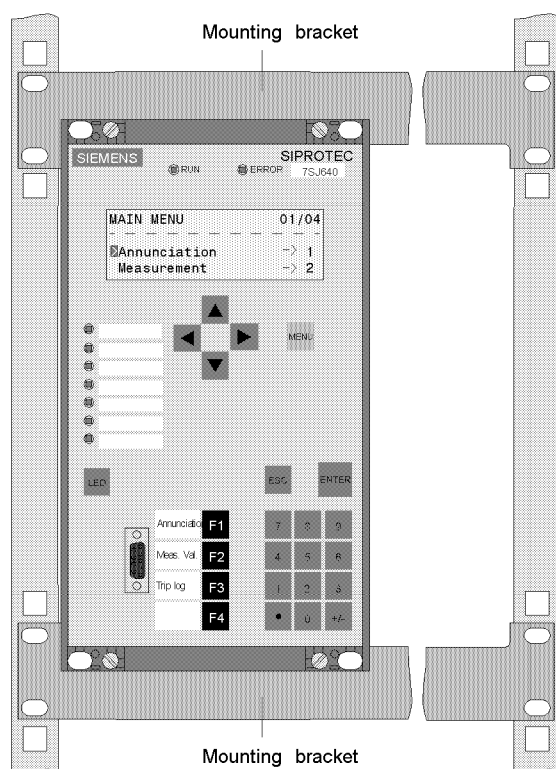 Mounting bracket
SIEMENS
SIPROTEC
RUN
ERROR
7SJ640
MAIN MENU 01/04
Annunciation -> 1
Measurement -> 2
MENU
LED
ESC
ENTER
Annunciatio F1
7 8 9
Meas. Val. F2
4 5 6
Trip log F3
1 2 3
F4
0 +/-
Mounting bracket